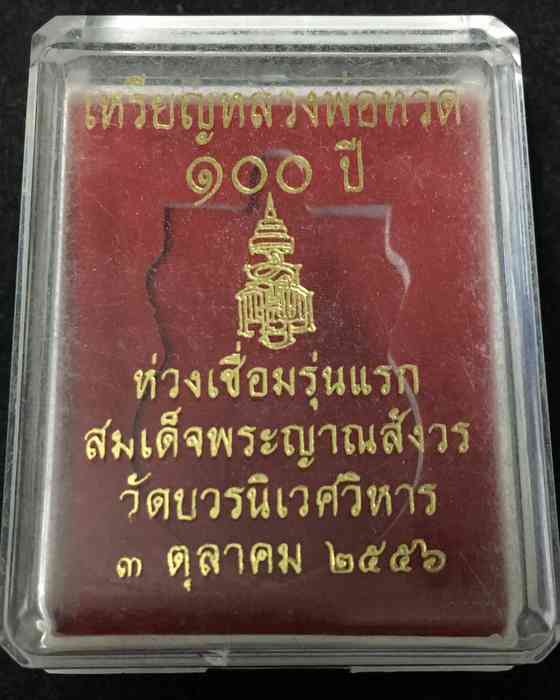 เหรียญหลวงพ่อทวด
๑๐๐ ปี
ห่วงเชื่อมรุ่นแรก
สมเด็จพระญาณสังวร
วัดบวรนิเวศวิหาร
๓ ตุลาคม ๒๕๕๖